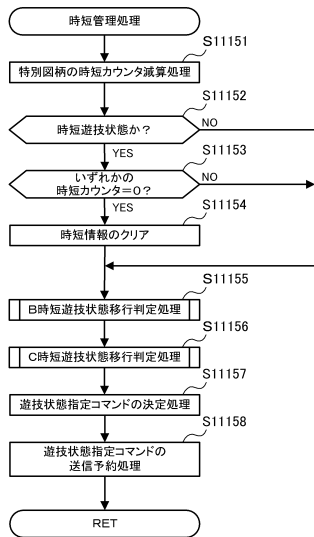 時短管理処理
S11151
特別図柄の時短カウンタ減算処理
S11152
時短遊技状態か？
NO
YES
S11153
いずれかの
時短カウンタ＝0？
NO
YES
S11154
時短情報のクリア
S11155
B時短遊技状態移行判定処理
S11156
C時短遊技状態移行判定処理
S11157
遊技状態指定コマンドの決定処理
S11158
遊技状態指定コマンドの
送信予約処理
RET